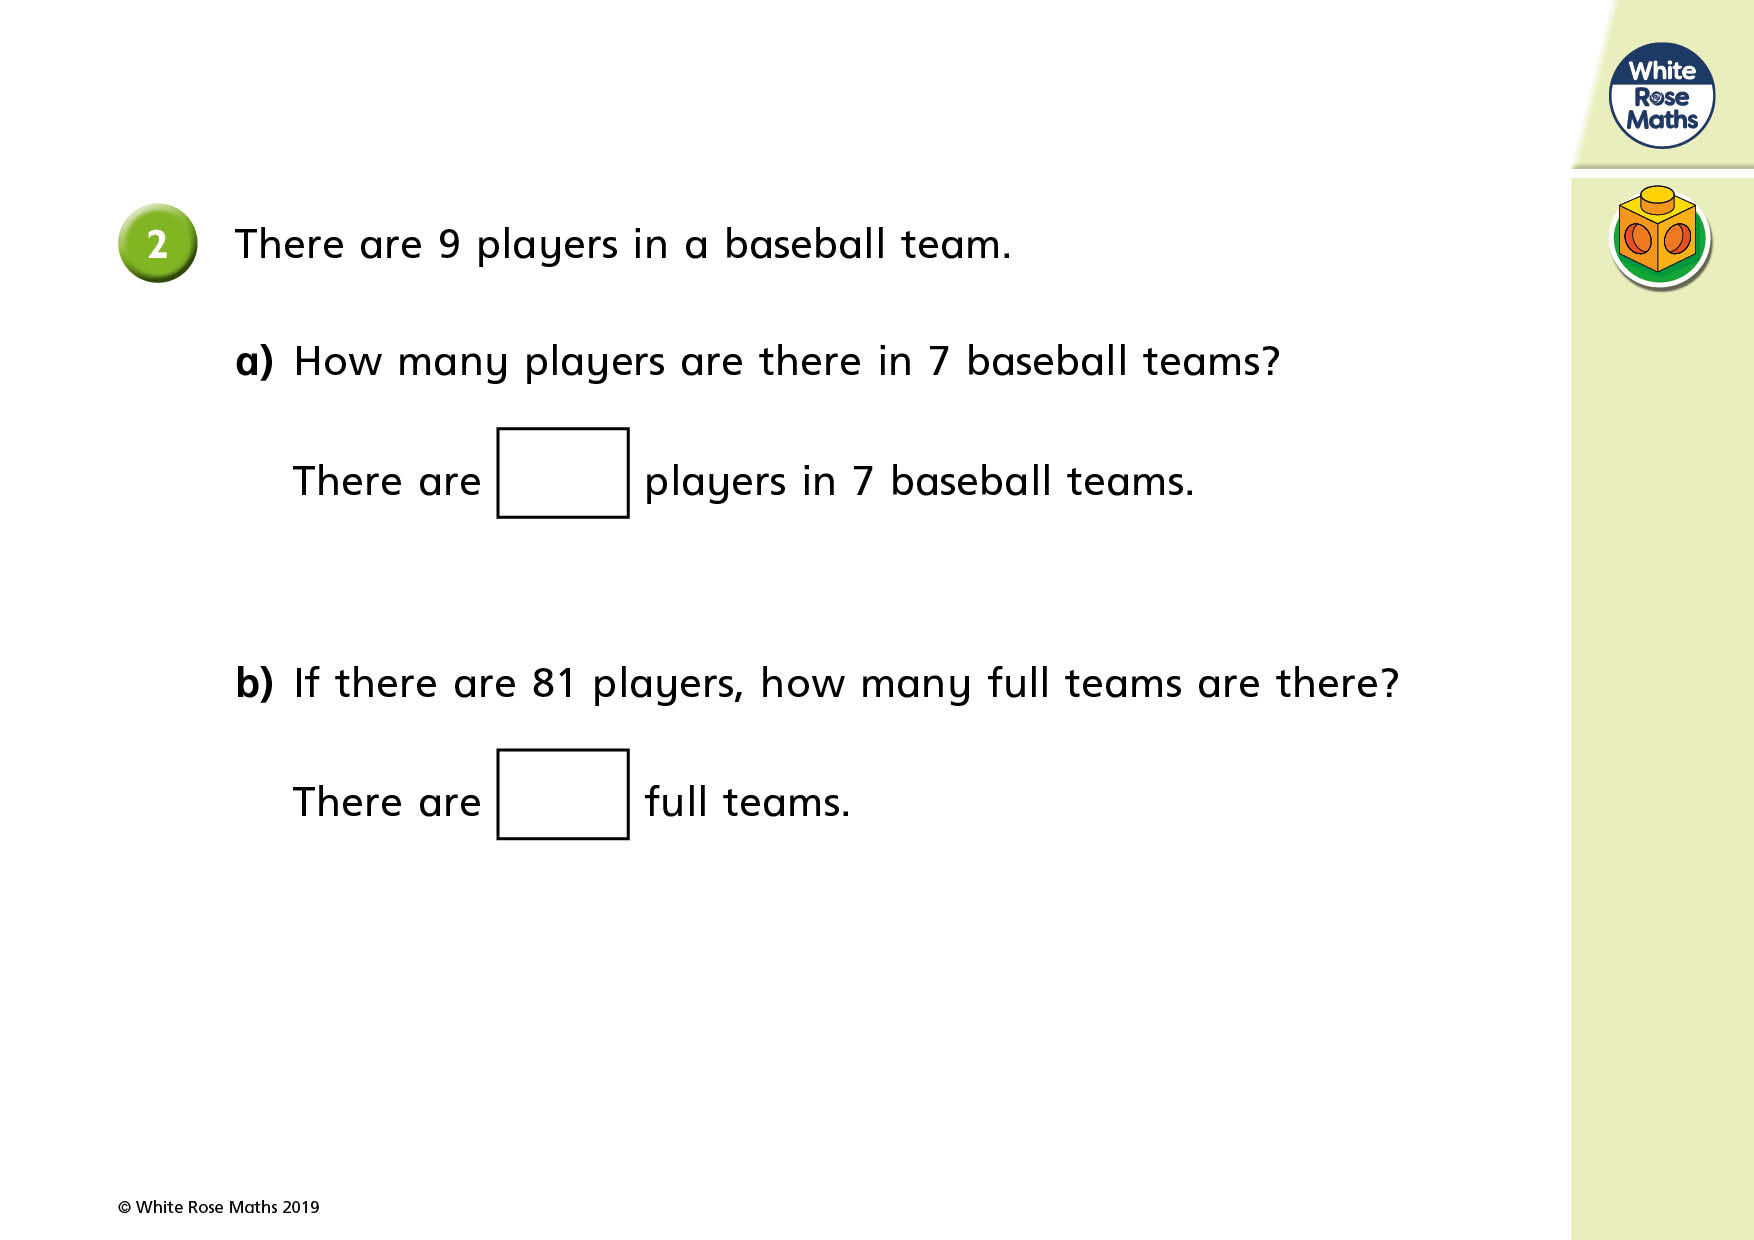 White
Rose
Maths
2 There are 9 players in a baseball team.
a) How many players are there in 7 baseball teams?
There are players in 7 baseball teams.
b) If there are 81 players, how many full teams are there?
There are full teams.
© White Rose Maths 2019